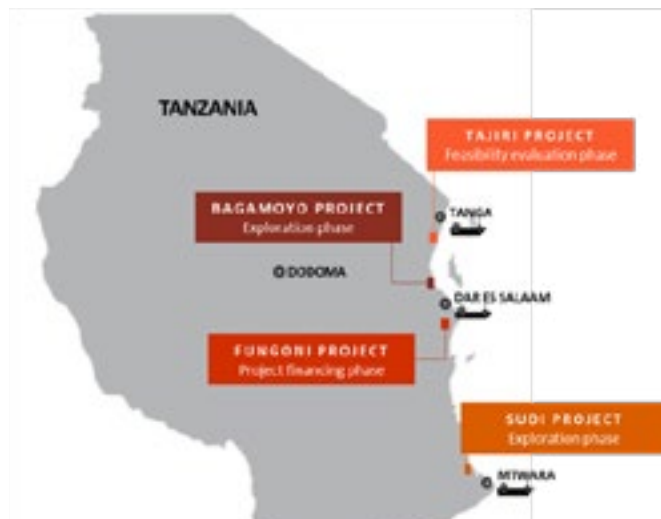 TANZANIA
TAJIRI PROJECT
Feasibility evaluation phase
BAGAMOYO PROJECT
Exploration phase
TANGA
DODOMA
DAR ES SALAAM
FUNGONI PROJECT
Project financing phase
SUDI PROJECT
Exploration phase
MTWARA